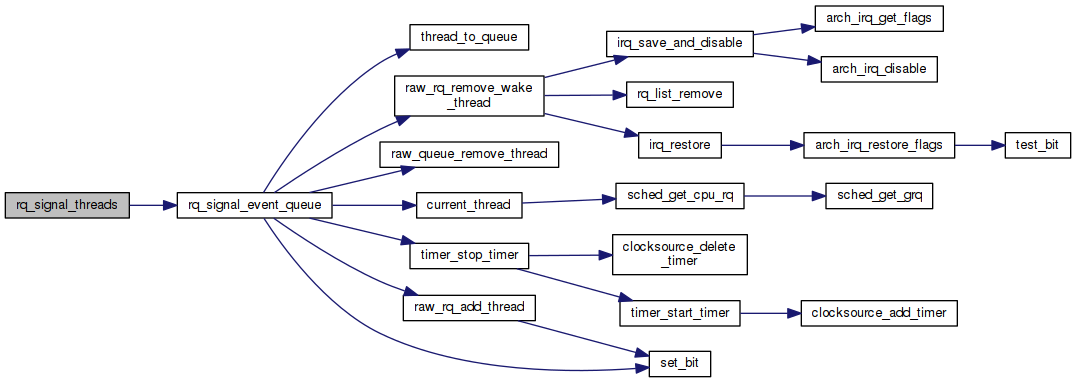 rq_signal_threads
rq_signal_event_queue
thread_to_queue
raw_rq_remove_wake
_thread
raw_queue_remove_thread
current_thread
timer_stop_timer
raw_rq_add_thread
irq_save_and_disable
rq_list_remove
irq_restore
sched_get_cpu_rq
clocksource_delete
_timer
timer_start_timer
set_bit
arch_irq_get_flags
arch_irq_disable
arch_irq_restore_flags
sched_get_grq
clocksource_add_timer
test_bit